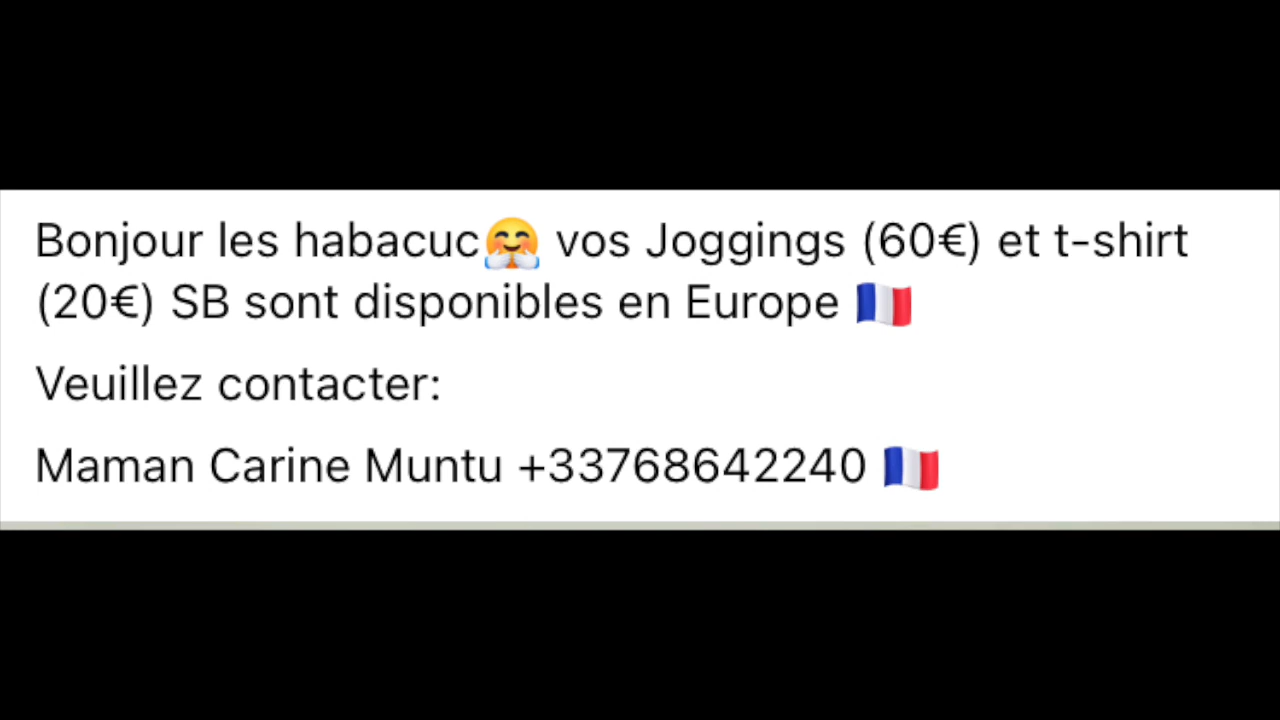 Bonjour les habacuc🤗 vos Joggings (60€) et t-shirt
(20€) SB sont disponibles en Europe 🇫🇷
Veuillez contacter:
Maman Carine Muntu +33768642240 🇫🇷